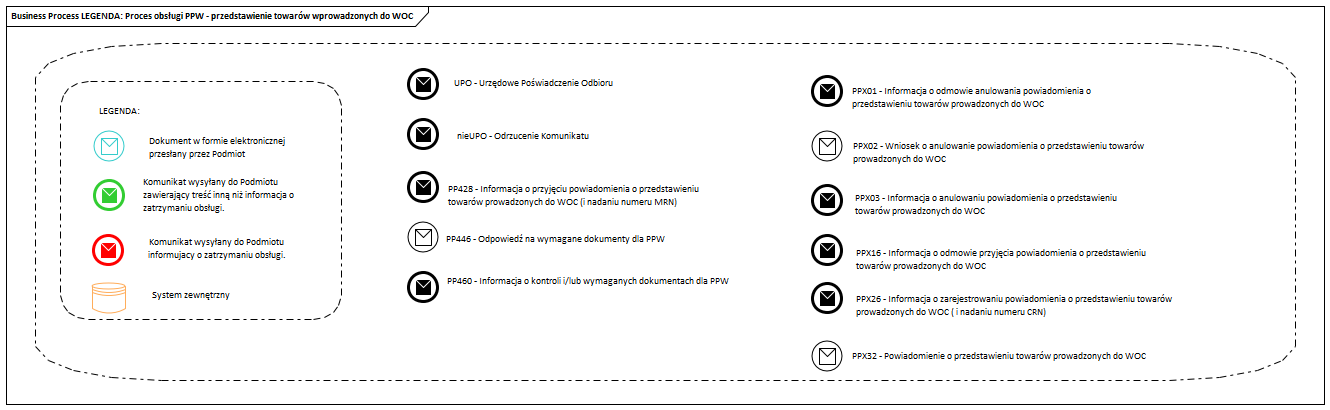 Business Process LEGENDA: Proces obsługi PPW - przedstawienie towarów wprowadzonych do WOC
LEGENDA:
Dokument w formie elektronicznej
przesłany przez Podmiot
Komunikat wysyłany do Podmiotu
zawierający treść inną niż informacja o
zatrzymaniu obsługi.
Komunikat wysyłany do Podmiotu
informujacy o zatrzymaniu obsługi.
System zewnętrzny
UPO - Urzędowe Poświadczenie Odbioru
nieUPO - Odrzucenie Komunikatu
PP428 - Informacja o przyjęciu powiadomienia o przedstawieniu
towarów prowadzonych do WOC (i nadaniu numeru MRN)
PP446 - Odpowiedź na wymagane dokumenty dla PPW
PP460 - Informacja o kontroli i/lub wymaganych dokumentach dla PPW
PPX01 - Informacja o odmowie anulowania powiadomienia o
przedstawieniu towarów prowadzonych do WOC
PPX02 - Wniosek o anulowanie powiadomienia o przedstawieniu towarów
prowadzonych do WOC
PPX03 - Informacja o anulowaniu powiadomienia o przedstawieniu
towarów prowadzonych do WOC
PPX16 - Informacja o odmowie przyjęcia powiadomienia o przedstawieniu
towarów prowadzonych do WOC
PPX26 - Informacja o zarejestrowaniu powiadomienia o przedstawieniu towarów
prowadzonych do WOC ( i nadaniu numeru CRN)
PPX32 - Powiadomienie o przedstawieniu towarów prowadzonych do WOC